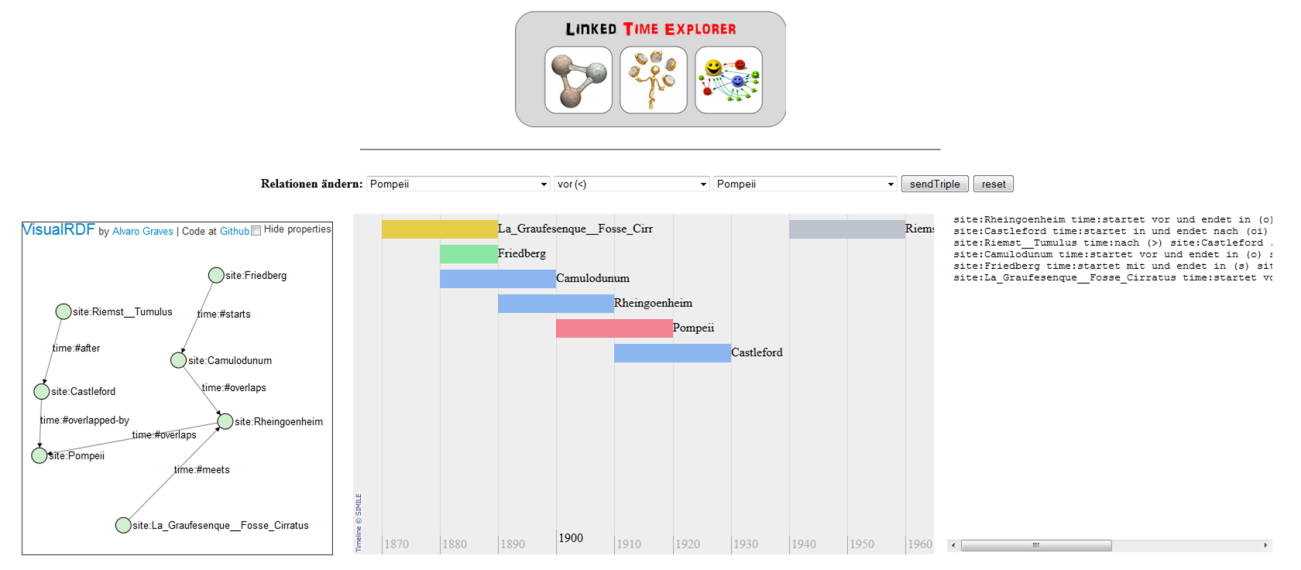 LINKED TIME EXPLORER
Relationen ändern: Pompeii vor (<) Pompeii sendTriple reset
VisualRDF by Alvaro Graves | Code at Github Hide properties
site:Friedberg
site:Riemst__Tumulus
time:#starts
time:#after
site:Camulodunum
time:#overlaps
site:Castleford
time:#overlapped-by
site:Rheingoenheim
time:#overlaps
site:Pompeii
time:#meets
site:La_Graufesenque__Fosse_Cirratus
La_Graufesenque__Fosse_Cirr
Riems
Friedberg
Camulodunum
Rheingoenheim
Pompeii
Castleford
Timeline © SIMILE
1870 1880 1890 1900 1910 1920 1930 1940 1950 1960
site:Rheingoenheim time:startet vor und endet in (o)
site:Castleford time:startet in und endet nach (oi)
site:Riemst__Tumulus time:nach (>) site:Castleford .
site:Camulodunum time:startet vor und endet in (o) s
site:Friedberg time:startet mit und endet in (s) sit
site:La_Graufesenque__Fosse_Cirratus time:startet vo